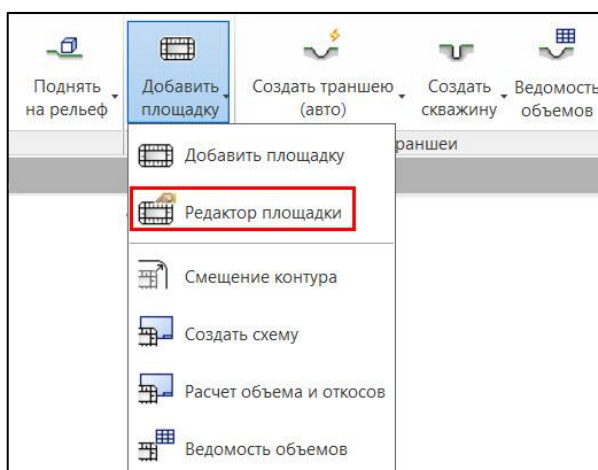 Поднять
на рельеф
Добавить
площадку
Создать траншею
(авто)
Создать
скважину
Ведомость
объемов
раншеи
Добавить площадку
Редактор площадки
Смещение контура
Создать схему
Расчет объема и откосов
Ведомость объемов